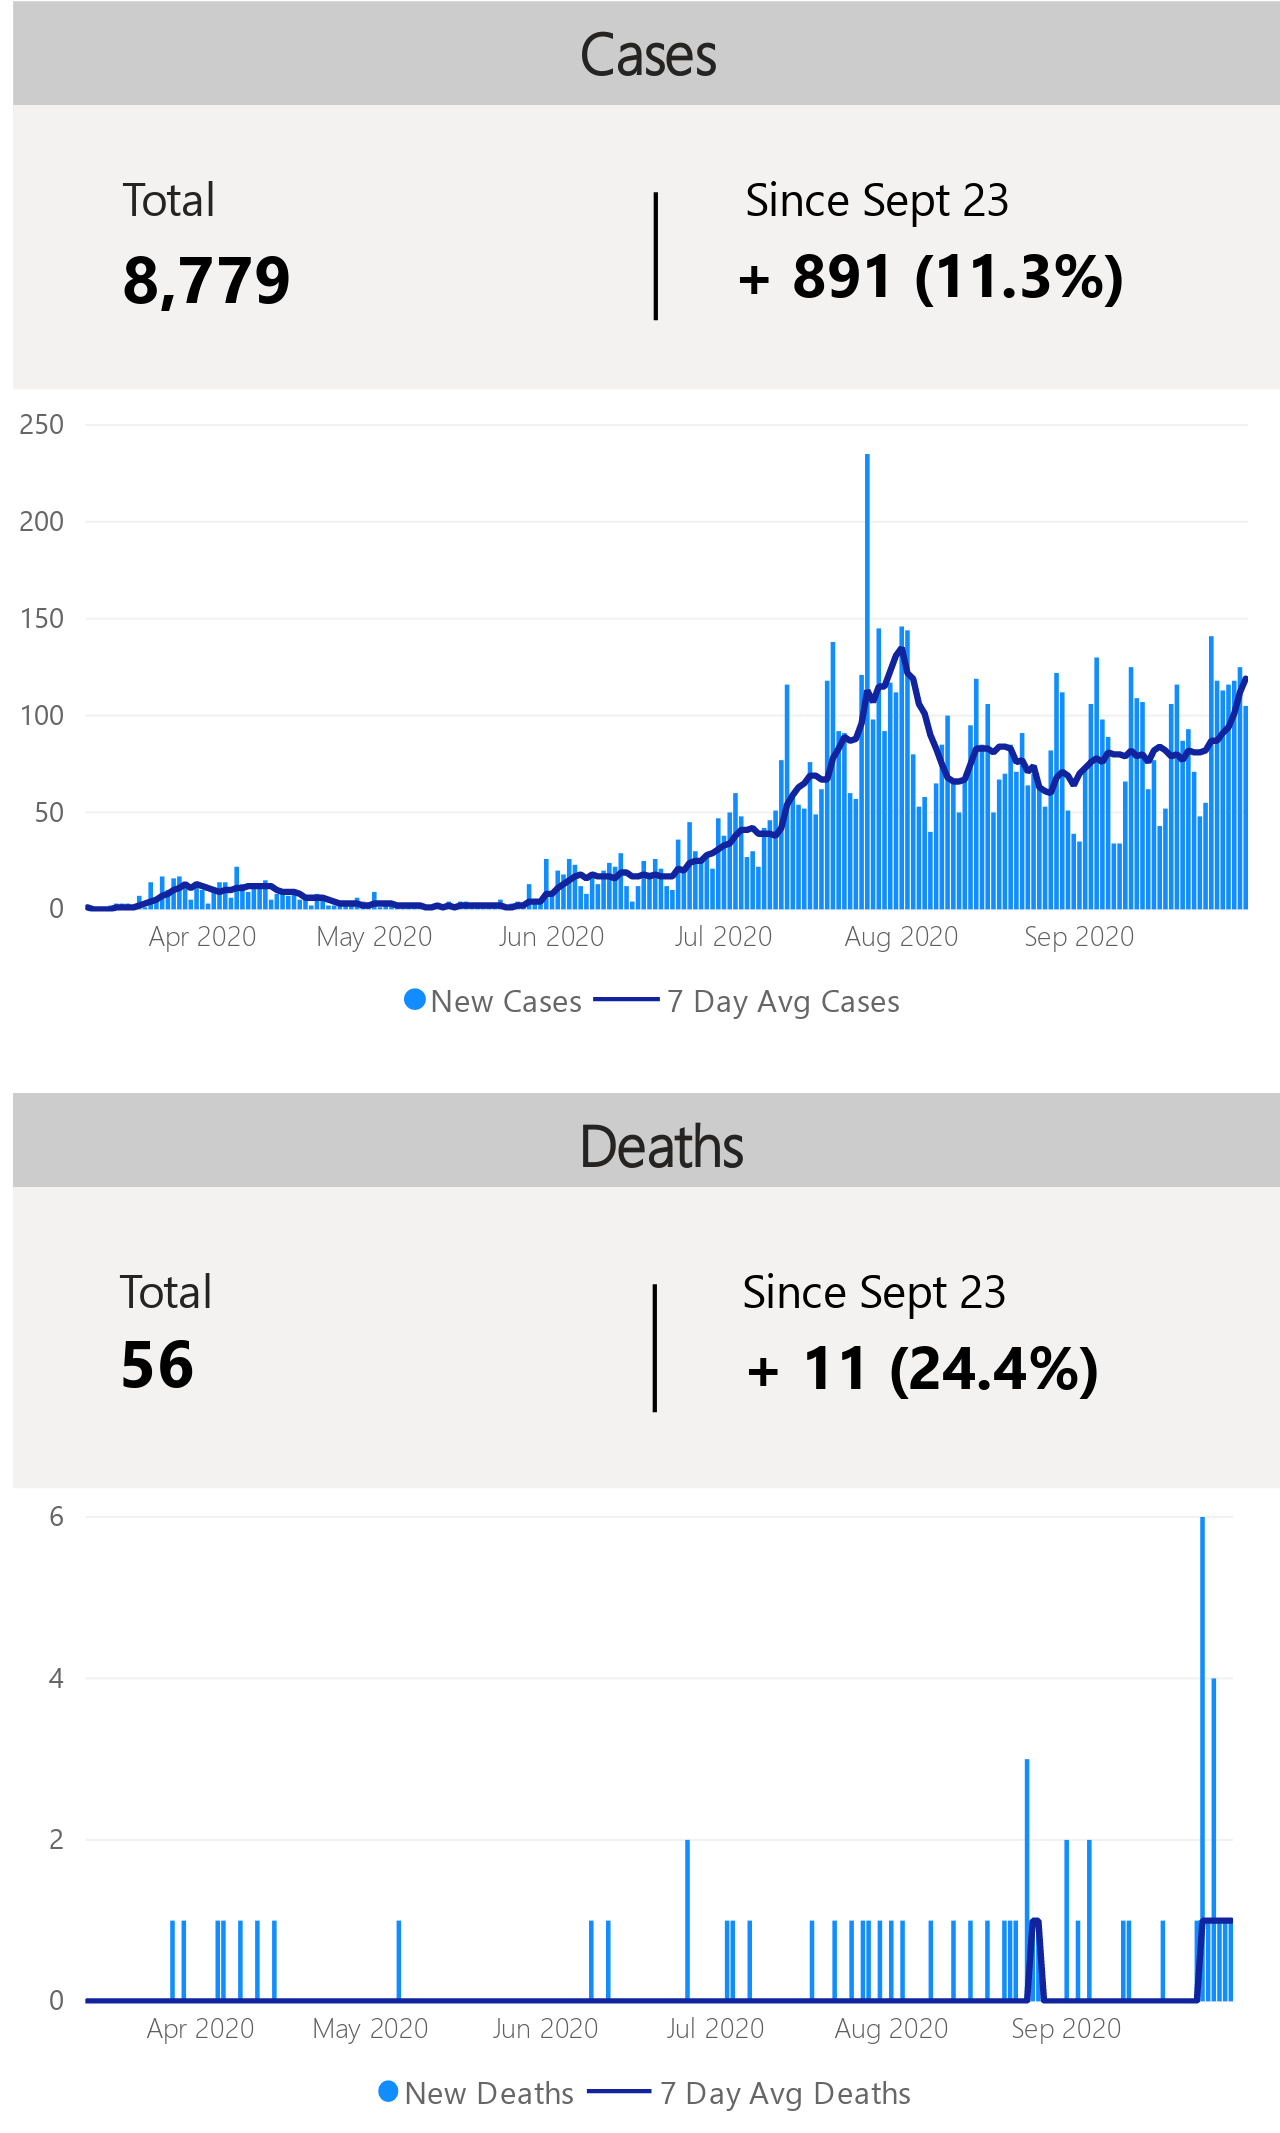 Cases
Total
Since Sept 23
8,779
+ 891 (11.3%)
250
200
150
100
50
0
Apr 2020 May 2020 Jun 2020 Jul 2020 Aug 2020 Sep 2020
New Cases 7 Day Avg Cases
Deaths
Total
Since Sept 23
56
+ 11 (24.4%)
6
4
2
0
Apr 2020 May 2020 Jun 2020 Jul 2020 Aug 2020 Sep 2020
New Deaths 7 Day Avg Deaths